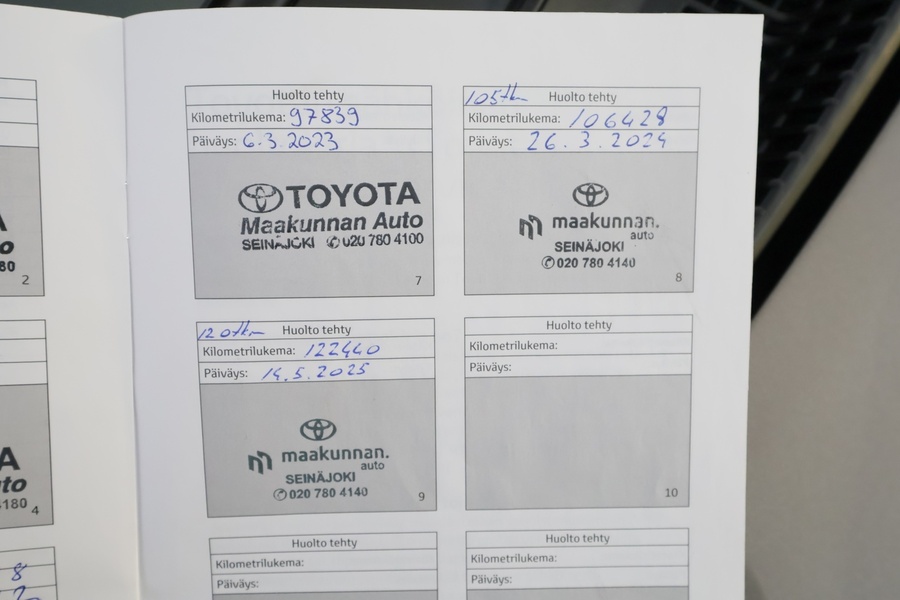 2
4
8
Huolto tehty
Kilometrilukema: 97839
Päiväys: 6.3.2023
TOYOTA
Maakunnan Auto
SEINÄJOKI 020 780 4100
7
105tkm Huolto tehty
Kilometrilukema: 106428
Päiväys: 26.3.2024
maakunnan.
auto
SEINÄJOKI
020 780 4140
8
120tkm Huolto tehty
Kilometrilukema: 122440
Päiväys: 14.5.2025
maakunnan.
auto
SEINÄJOKI
020 780 4140
9
Huolto tehty
Kilometrilukema:
Päiväys:
10
Huolto tehty
Kilometrilukema:
Päiväys:
Huolto tehty
Kilometrilukema:
Päiväys: